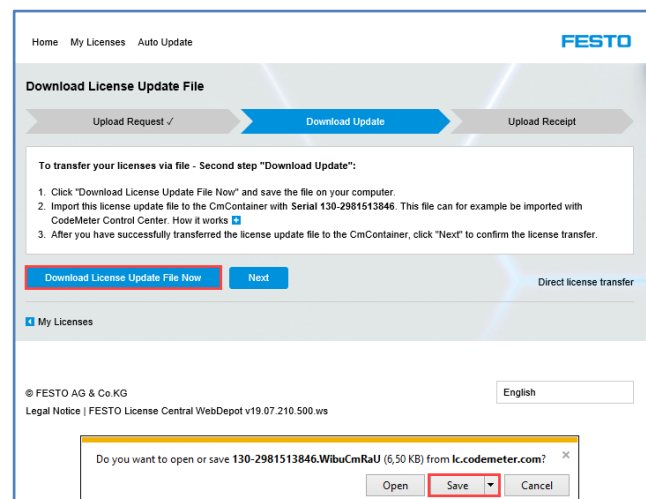 Home My Licenses Auto Update
FESTO
Download License Update File
Upload Request ✓
Download Update
Upload Receipt
To transfer your licenses via file - Second step "Download Update":
1. Click "Download License Update File Now" and save the file on your computer.
2. Import this license update file to the CmContainer with Serial 130-2981513846. This file can for example be imported with
CodeMeter Control Center. How it works
3. After you have successfully transferred the license update file to the CmContainer, click "Next" to confirm the license transfer.
Download License Update File Now
Next
Direct license transfer
My Licenses
© FESTO AG & Co.KG
English
Legal Notice | FESTO License Central WebDepot v19.07.210.500.ws
Do you want to open or save 130-2981513846.WibuCmRaU (6,50 KB) from lc.codemeter.com?
Open
Save
Cancel